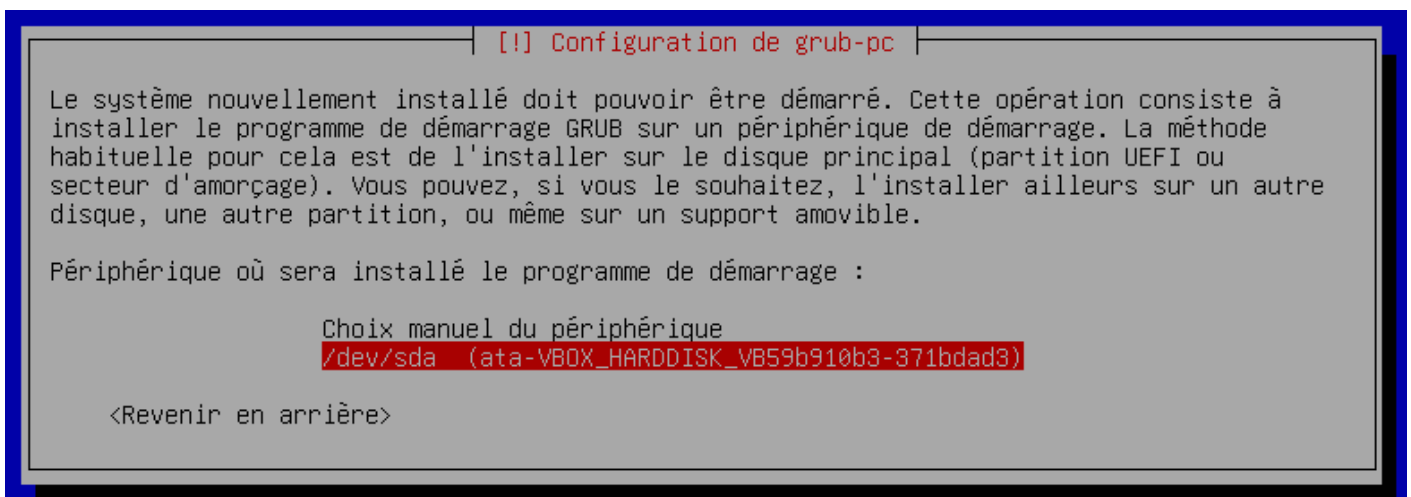 [!] Configuration de grub-pc
Le système nouvellement installé doit pouvoir être démarré. Cette opération consiste à
installer le programme de démarrage GRUB sur un périphérique de démarrage. La méthode
habituelle pour cela est de l'installer sur le disque principal (partition UEFI ou
secteur d'amorçage). Vous pouvez, si vous le souhaitez, l'installer ailleurs sur un autre
disque, une autre partition, ou même sur un support amovible.
Périphérique où sera installé le programme de démarrage :
Choix manuel du périphérique
/dev/sda  (ata-VBOX_HARDDISK_VB59b910b3-371bdad3)
<Revenir en arrière>